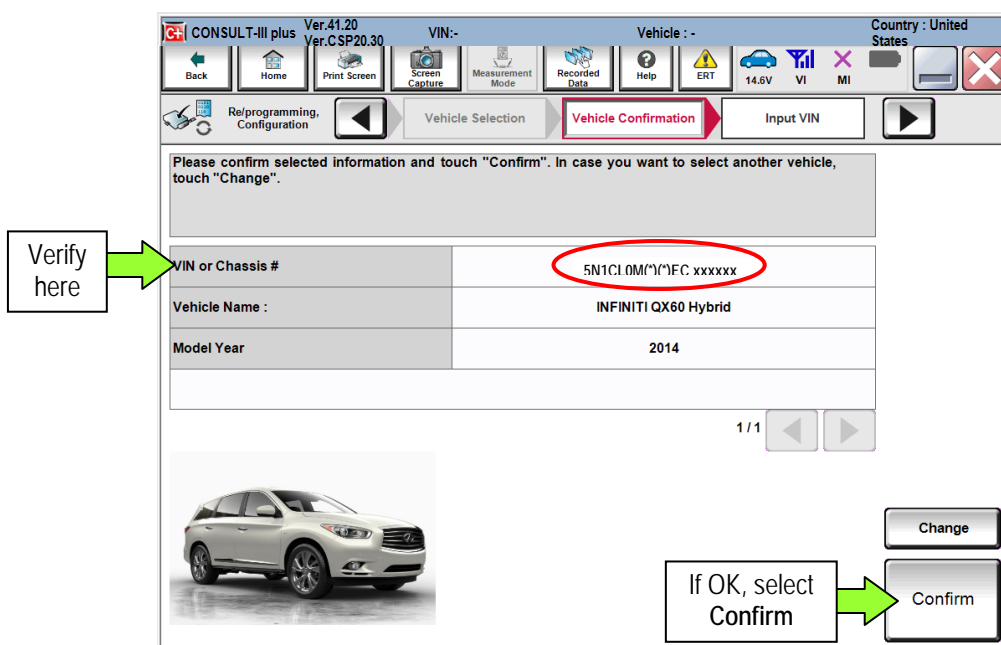 CONSULT-III plus Ver.41.20 VIN:- Vehicle : - Country : United
Ver.CSP20.30 States
Back Home Print Screen Screen Capture Measurement Mode Recorded Data Help ERT 14.6V VI MI
Re/programming,
Configuration
Vehicle Selection Vehicle Confirmation Input VIN
Please confirm selected information and touch "Confirm". In case you want to select another vehicle,
touch "Change".
Verify
here
VIN or Chassis # 5N1CL0M(*)(*)EC xxxxxx
Vehicle Name : INFINITI QX60 Hybrid
Model Year 2014
1 / 1
Change
If OK, select
Confirm
Confirm